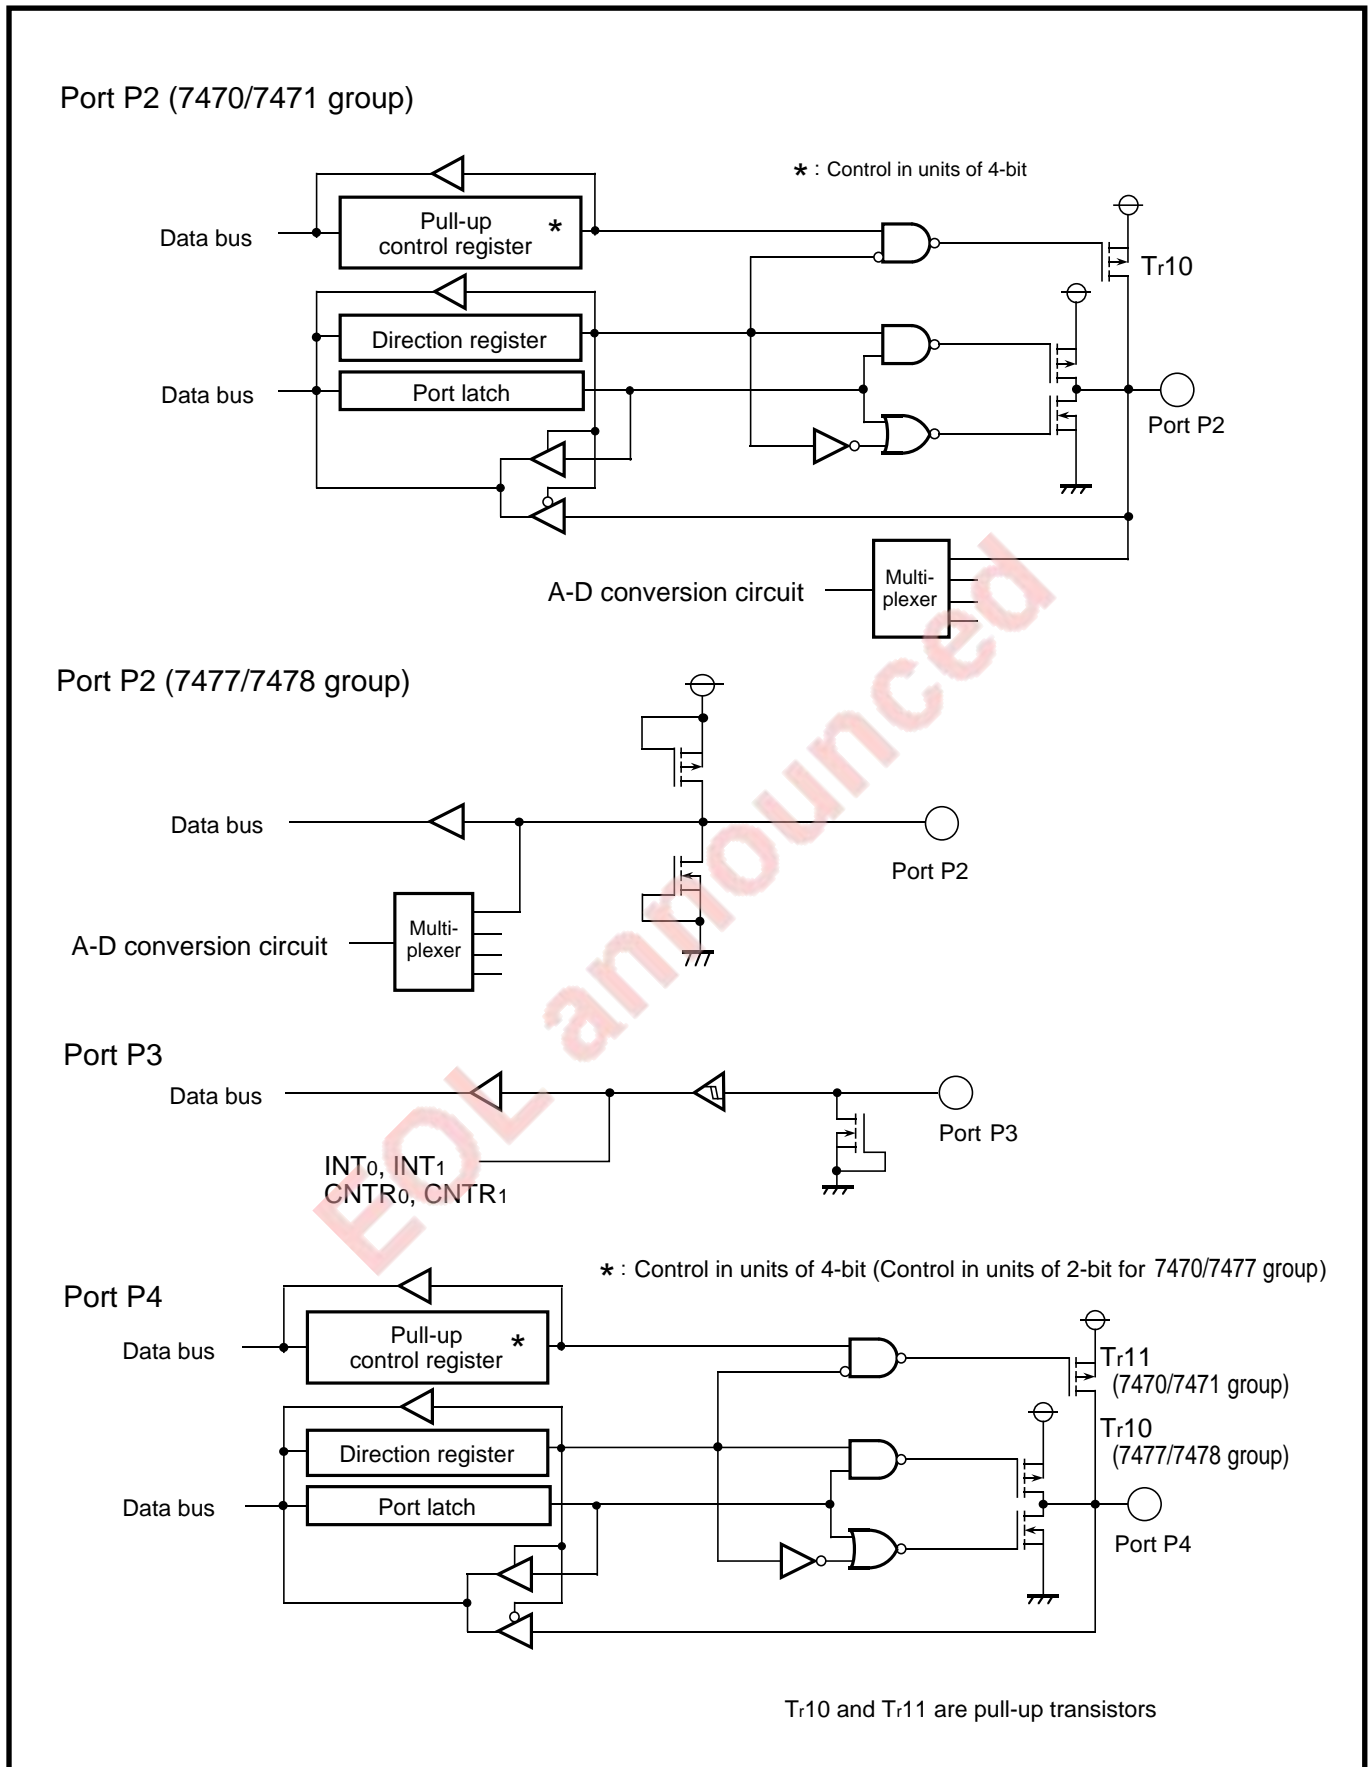 Port P2 (7470/7471 group)
* : Control in units of 4-bit
Data bus
Pull-up
control register *
Tr10
Direction register
Data bus
Port latch
Port P2
A-D conversion circuit
Multi-
plexer
Port P2 (7477/7478 group)
Data bus
Port P2
A-D conversion circuit
Multi-
plexer
Port P3
Data bus
Port P3
INT0, INT1
CNTR0, CNTR1
* : Control in units of 4-bit (Control in units of 2-bit for 7470/7477 group)
Port P4
Data bus
Pull-up
control register *
Tr11
(7470/7471 group)
Tr10
(7477/7478 group)
Direction register
Data bus
Port latch
Port P4
Tr10 and Tr11 are pull-up transistors
EOL announced